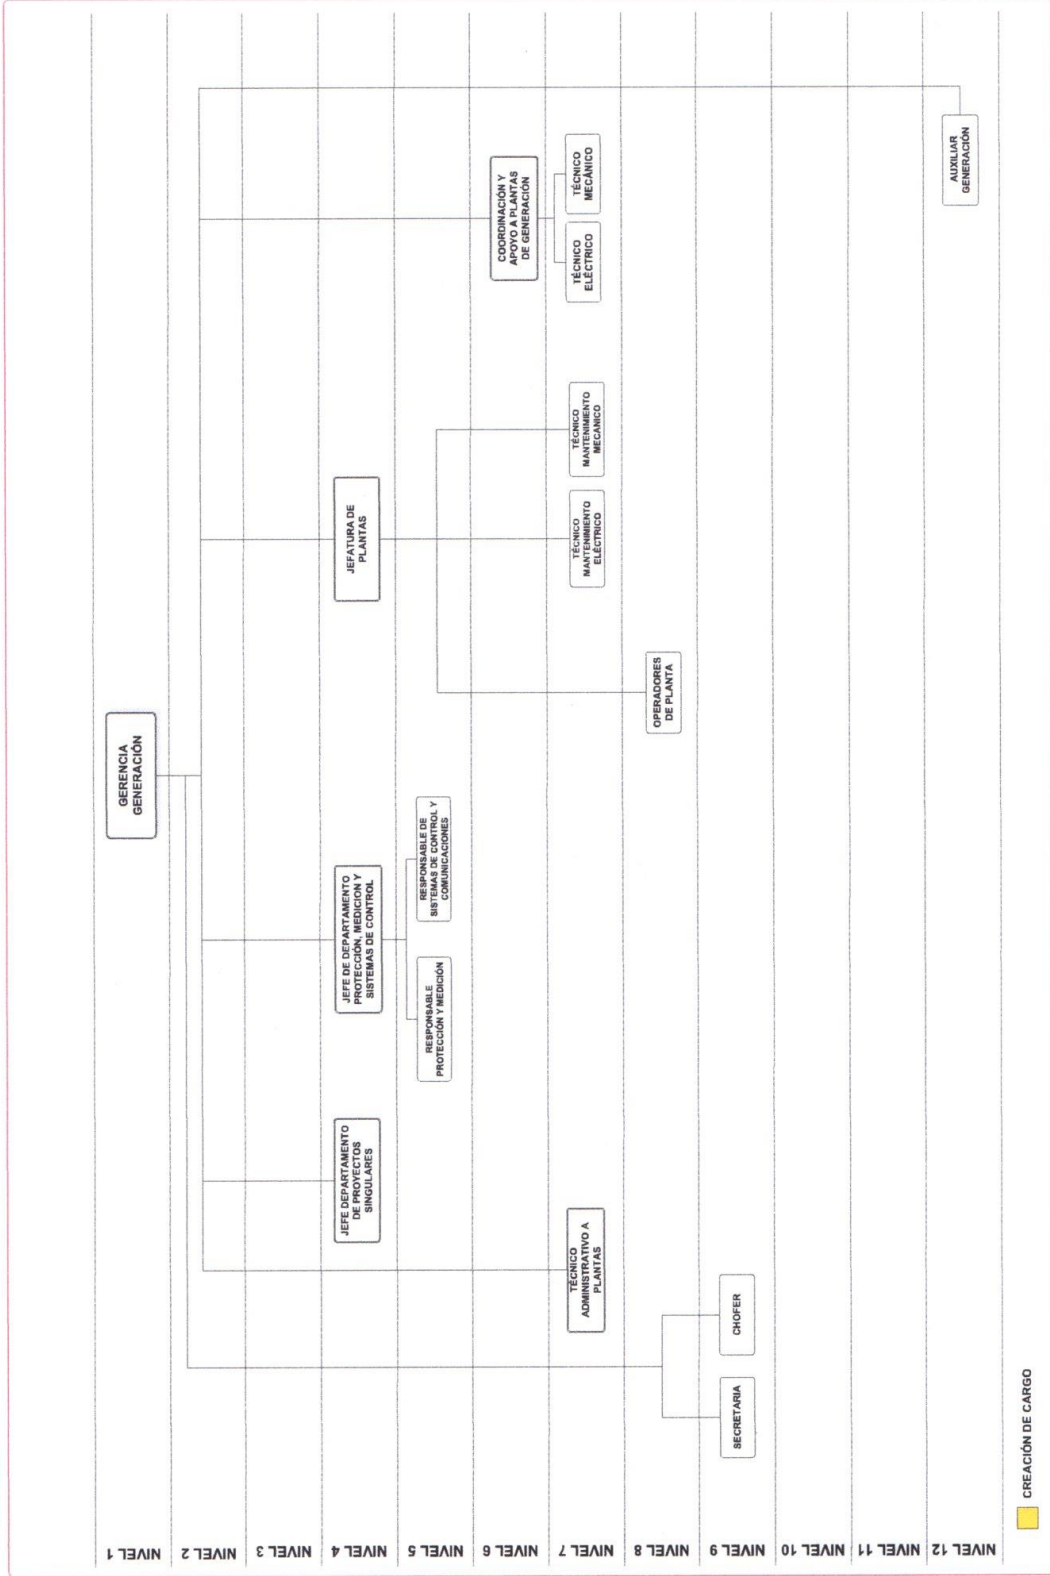 NIVEL 1
NIVEL 2
NIVEL 3
NIVEL 4
NIVEL 5
NIVEL 6
NIVEL 7
NIVEL 8
NIVEL 9
NIVEL 10
NIVEL 11
NIVEL 12
GERENCIA
GENERACIÓN
JEFE DEPARTAMENTO
DE PROYECTOS
SINGULARES
JEFE DE DEPARTAMENTO
PROTECCIÓN, MEDICION Y
SISTEMAS DE CONTROL
JEFATURA DE
PLANTAS
RESPONSABLE
PROTECCIÓN Y MEDICIÓN
RESPONSABLE DE
SISTEMAS DE CONTROL Y
COMUNICACIONES
COORDINACIÓN Y
APOYO A PLANTAS
DE GENERACIÓN
TÉCNICO
ADMINISTRATIVO A
PLANTAS
TÉCNICO
MANTENIMIENTO
ELÉCTRICO
TÉCNICO
MANTENIMIENTO
MECANICO
TÉCNICO
ELÉCTRICO
TÉCNICO
MECÁNICO
OPERADORES
DE PLANTA
SECRETARIA
CHOFER
AUXILIAR
GENERACIÓN
CREACIÓN DE CARGO